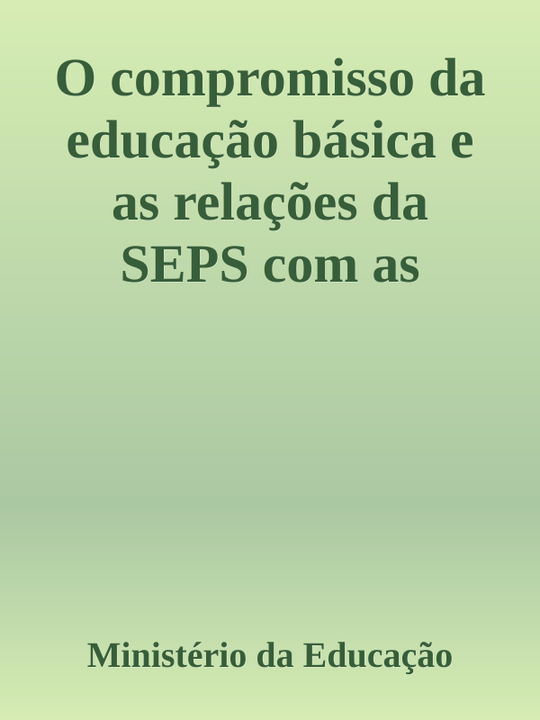 O compromisso da
educação básica e
as relações da
SEPS com as
Ministério da Educação